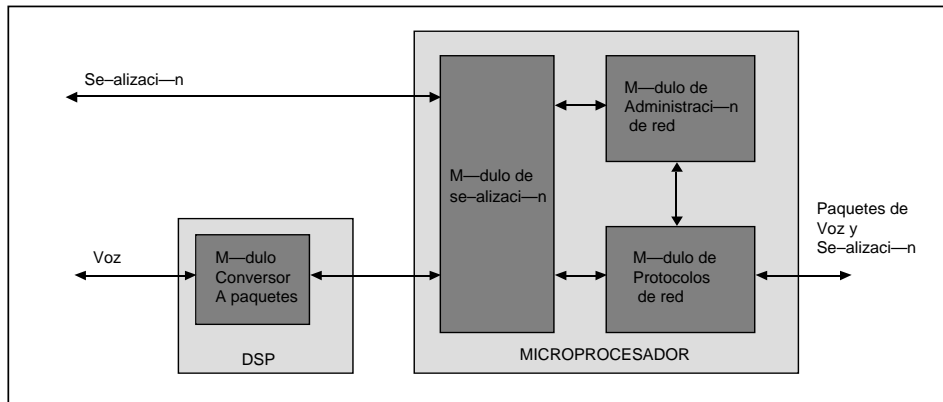 Se–alizaci—n
M—dulo de
Administraci—n
de red
M—dulo de
se–alizaci—n
Paquetes de
Voz y
Se–alizaci—n
Voz
M—dulo
Conversor
A paquetes
M—dulo de
Protocolos
de red
DSP
MICROPROCESADOR